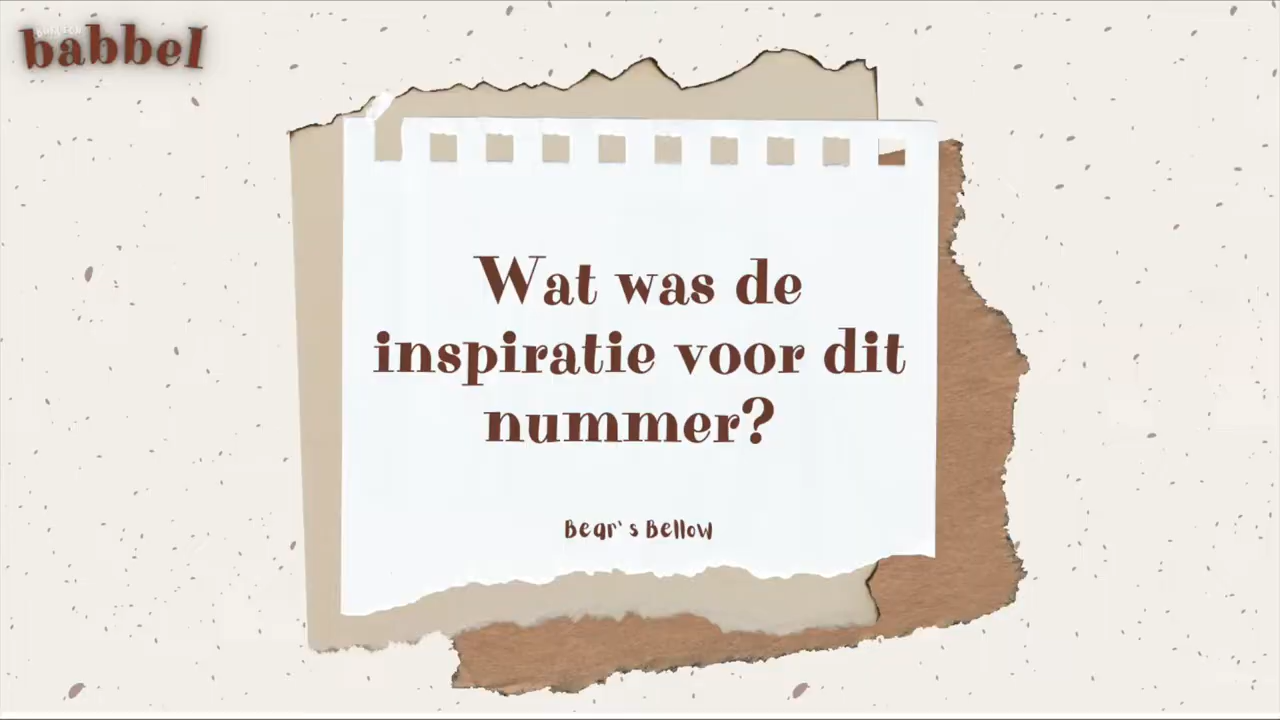 babbel
Wat was de
inspiratie voor dit
nummer?
Bear's Bellow